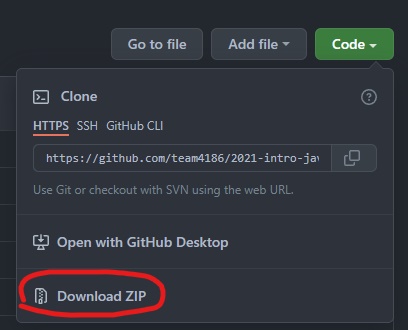 Go to file
Add file
Code
Clone
?
HTTPS SSH GitHub CLI
https://github.com/team4186/2021-intro-jav
Use Git or checkout with SVN using the web URL.
Open with GitHub Desktop
Download ZIP